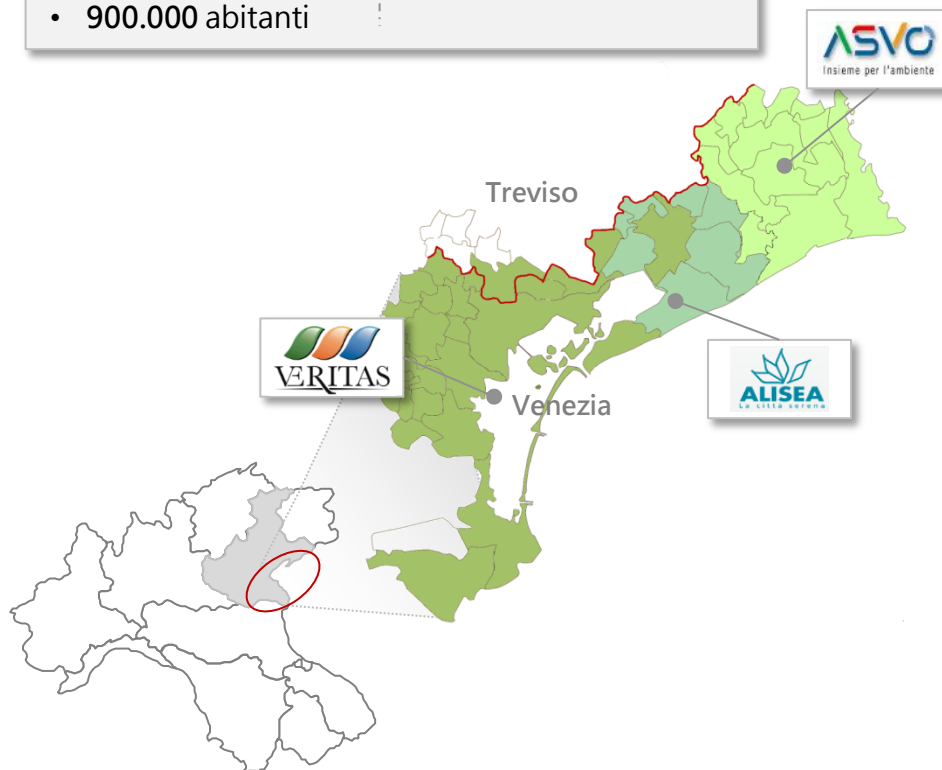 • 900.000 abitanti
ASVO
Insieme per l'ambiente
Treviso
VERITAS
Venezia
ALISEA
La città serena